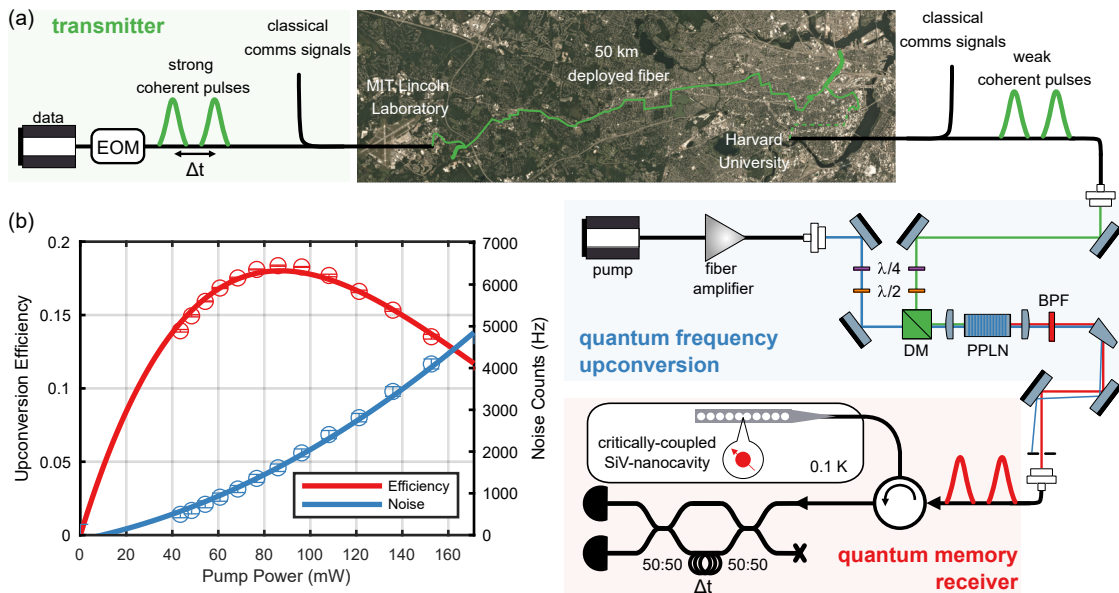 (a)
transmitter
classical
comms signals
strong
coherent pulses
data
EOM
Δt
MIT Lincoln
Laboratory
50 km
deployed fiber
Harvard
University
classical
comms signals
weak
coherent pulses
(b)
0.2
0.15
0.1
0.05
0
Upconversion Efficiency
7000
6000
5000
4000
3000
2000
1000
0
Noise Counts (Hz)
Efficiency
Noise
0 20 40 60 80 100 120 140 160
Pump Power (mW)
pump
fiber
amplifier
λ/4
λ/2
DM
PPLN
BPF
quantum frequency
upconversion
critically-coupled
SiV-nanocavity
0.1 K
50:50
50:50
Δt
quantum memory
receiver